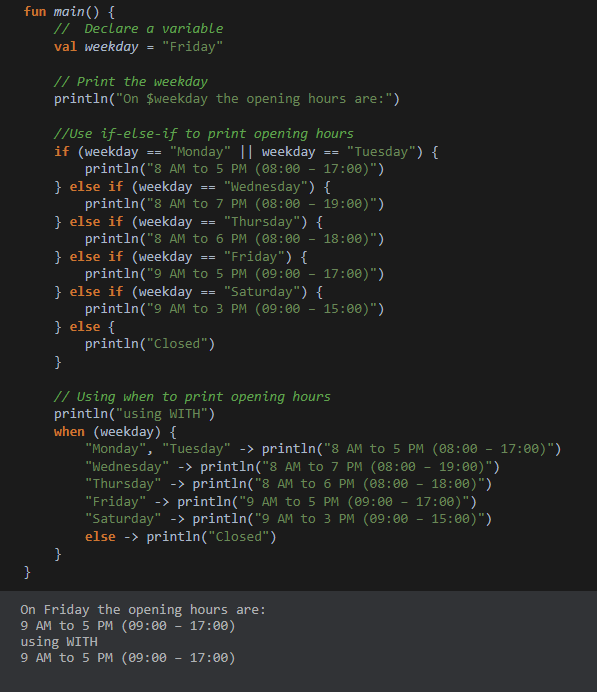 fun main() {
    //  Declare a variable
    val weekday = "Friday"
    // Print the weekday
    println("On $weekday the opening hours are:")
    //Use if-else-if to print opening hours
    if (weekday == "Monday" || weekday == "Tuesday") {
        println("8 AM to 5 PM (08:00 – 17:00)")
    } else if (weekday == "Wednesday") {
        println("8 AM to 7 PM (08:00 – 19:00)")
    } else if (weekday == "Thursday") {
        println("8 AM to 6 PM (08:00 – 18:00)")
    } else if (weekday == "Friday") {
        println("9 AM to 5 PM (09:00 – 17:00)")
    } else if (weekday == "Saturday") {
        println("9 AM to 3 PM (09:00 – 15:00)")
    } else {
        println("Closed")
    }
    // Using when to print opening hours
    println("using WITH")
    when (weekday) {
        "Monday", "Tuesday" -> println("8 AM to 5 PM (08:00 – 17:00)")
        "Wednesday" -> println("8 AM to 7 PM (08:00 – 19:00)")
        "Thursday" -> println("8 AM to 6 PM (08:00 – 18:00)")
        "Friday" -> println("9 AM to 5 PM (09:00 – 17:00)")
        "Saturday" -> println("9 AM to 3 PM (09:00 – 15:00)")
        else -> println("Closed")
    }
}
On Friday the opening hours are:
9 AM to 5 PM (09:00 – 17:00)
using WITH
9 AM to 5 PM (09:00 – 17:00)